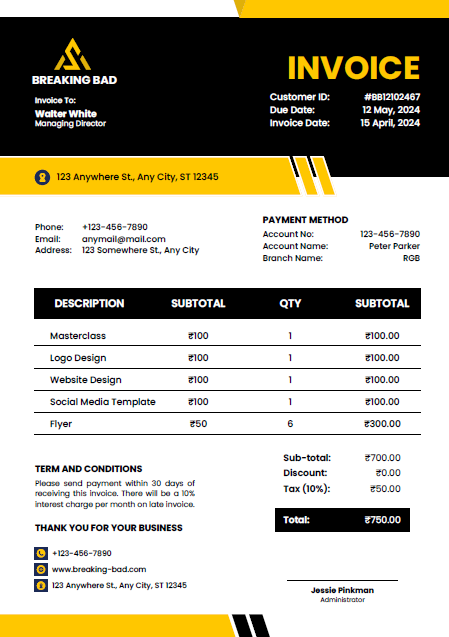 BREAKING BAD
INVOICE
Invoice To:
Walter White
Managing Director
Customer ID: #BB12102467
Due Date: 12 May, 2024
Invoice Date: 15 April, 2024
123 Anywhere St., Any City, ST 12345
Phone: +123-456-7890
Email: anymail@mail.com
Address: 123 Somewhere St., Any City
PAYMENT METHOD
Account No: 123-456-7890
Account Name: Peter Parker
Branch Name: RGB
DESCRIPTION SUBTOTAL QTY SUBTOTAL
Masterclass ₹100 1 ₹100.00
Logo Design ₹100 1 ₹100.00
Website Design ₹100 1 ₹100.00
Social Media Template ₹100 1 ₹100.00
Flyer ₹50 6 ₹300.00
Sub-total: ₹700.00
Discount: ₹0.00
Tax (10%): ₹50.00
Total: ₹750.00
TERM AND CONDITIONS
Please send payment within 30 days of
receiving this invoice. There will be a 10%
interest charge per month on late invoice.
THANK YOU FOR YOUR BUSINESS
+123-456-7890
www.breaking-bad.com
123 Anywhere St., Any City, ST 12345
Jessie Pinkman
Administrator